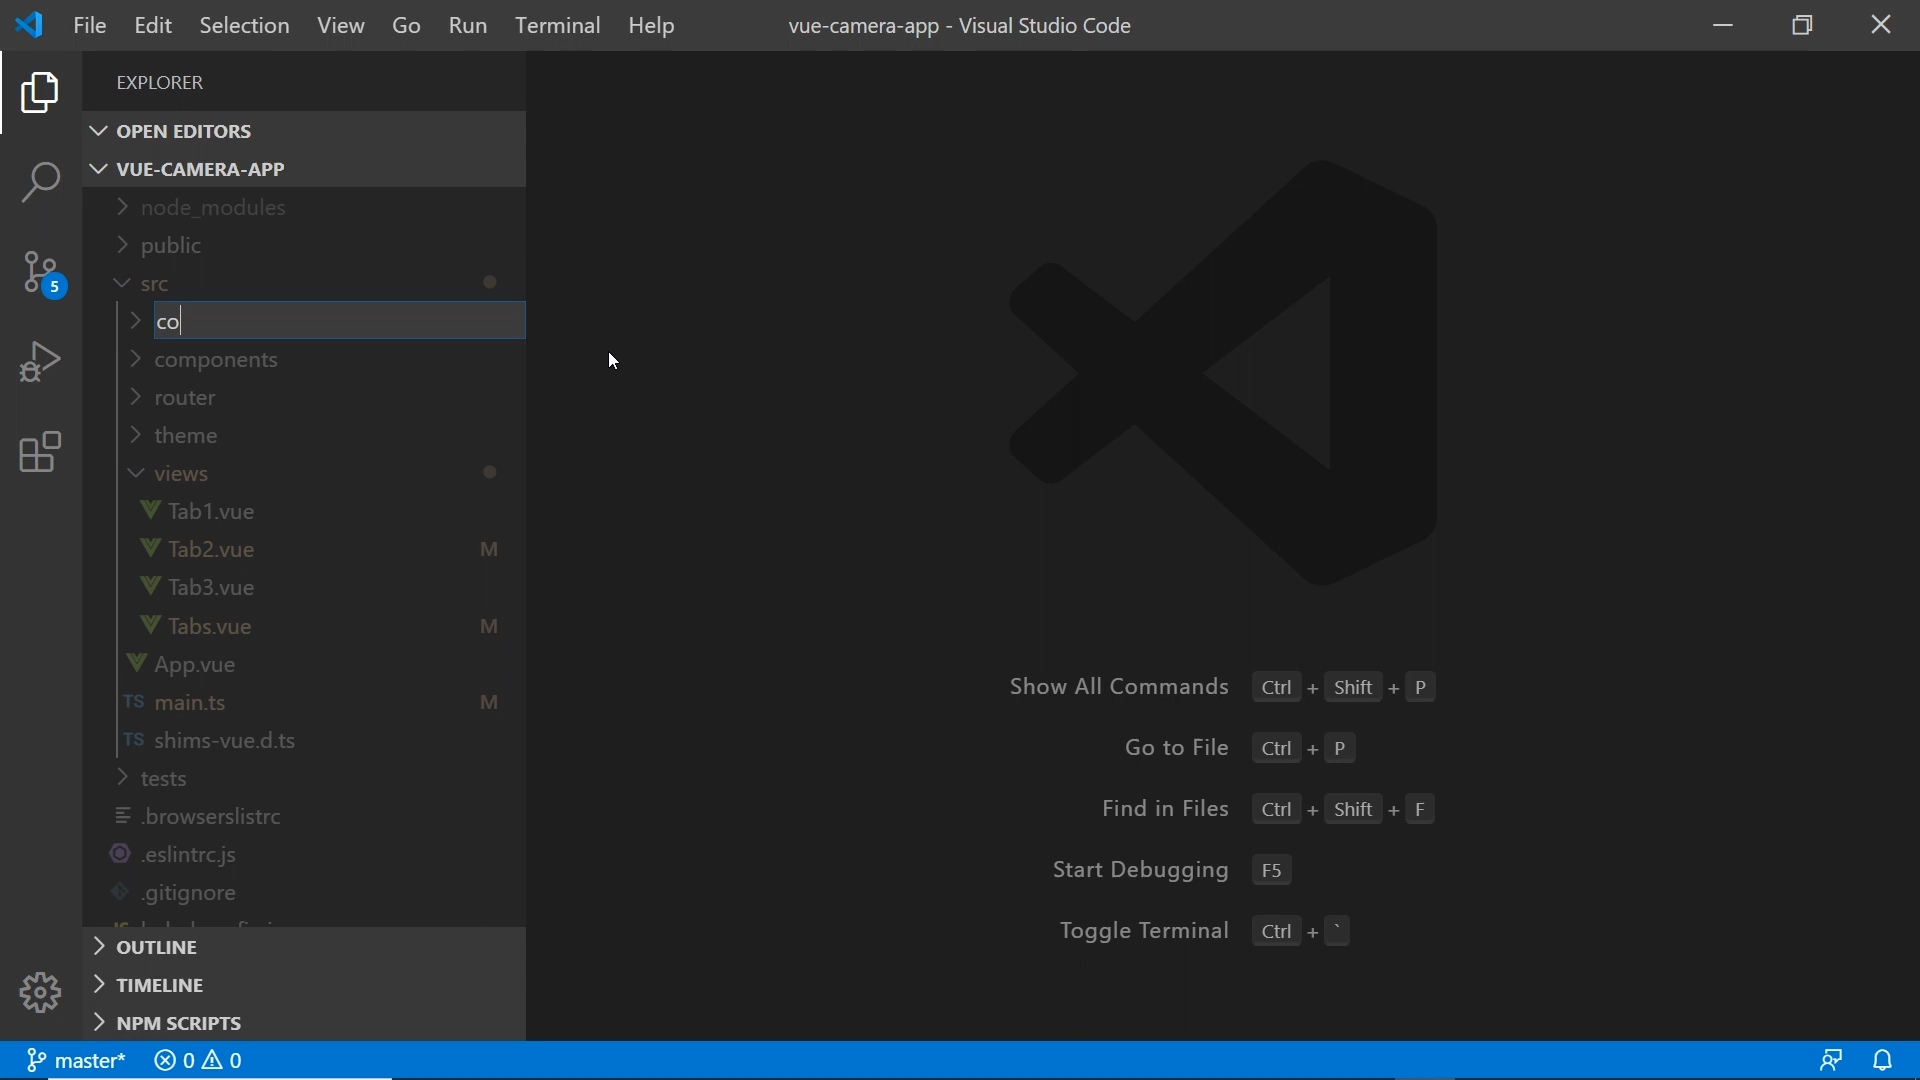 File Edit Selection View Go Run Terminal Help vue-camera-app - Visual Studio Code
EXPLORER
OPEN EDITORS
VUE-CAMERA-APP
node_modules
public
src
co
components
router
theme
views
Tab1.vue
Tab2.vue M
Tab3.vue
Tabs.vue M
App.vue
TS main.ts M
TS shims-vue.d.ts
tests
.browserslistrc
.eslintrc.js
.gitignore
OUTLINE
TIMELINE
NPM SCRIPTS
5
Show All Commands Ctrl + Shift + P
Go to File Ctrl + P
Find in Files Ctrl + Shift + F
Start Debugging F5
Toggle Terminal Ctrl + `
master* 0 0